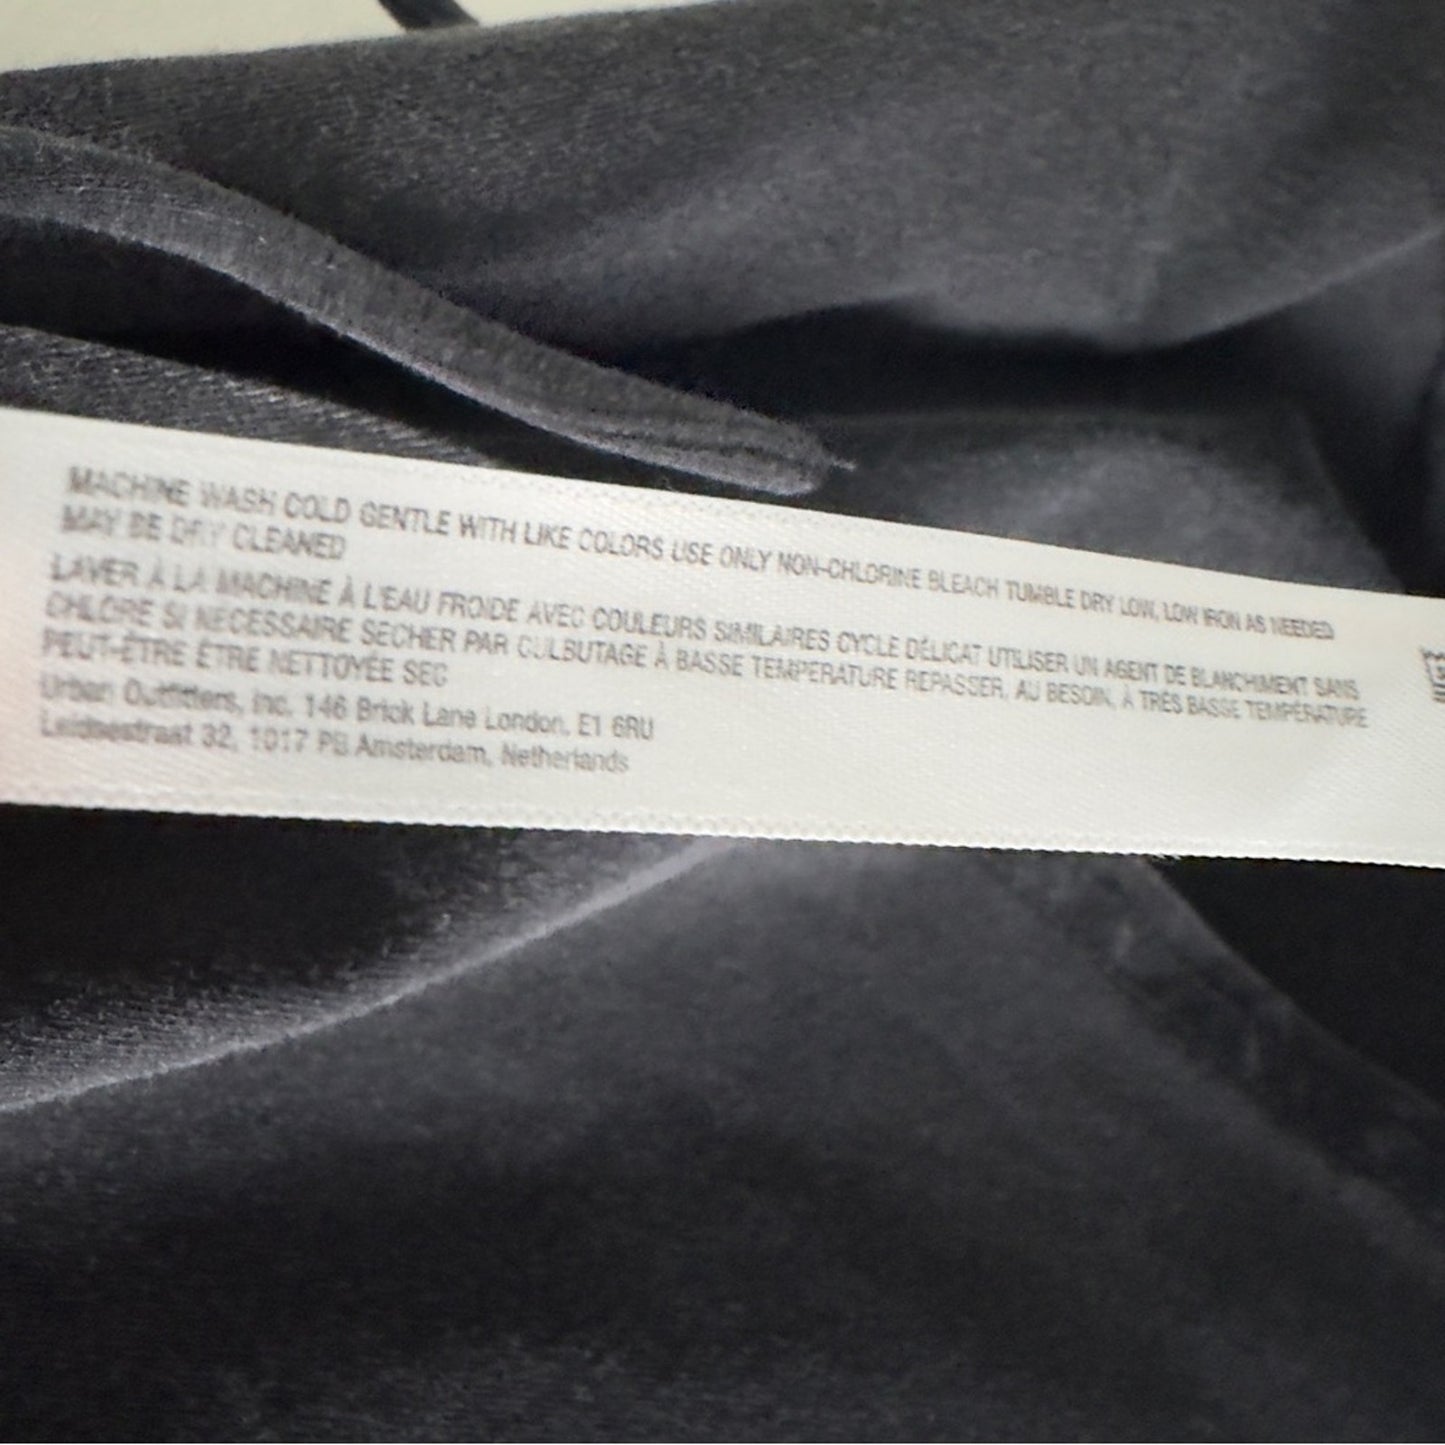 MACHINE WASH COLD GENTLE WITH LIKE COLORS USE ONLY NON-CHLORINE BLEACH TUMBLE DRY LOW, LOW IRON AS NEEDED
MAY BE DRY CLEANED
LAVER À LA MACHINE À L'EAU FROIDE AVEC COULEURS SIMILAIRES CYCLE DÉLICAT UTILISER UN AGENT DE BLANCHIMENT SANS
CHLORE SI NECESSAIRE SECHER PAR CULBUTAGE À BASSE TEMPERATURE REPASSER, AU BESOIN, À TRÈS BASSE TEMPÉRATURE
PEUT-ÊTRE ÊTRE NETTOYÉE SEC
Urban Outfitters, Inc. 146 Brick Lane London, E1 6RU
Leidsestraat 32, 1017 PB Amsterdam, Netherlands